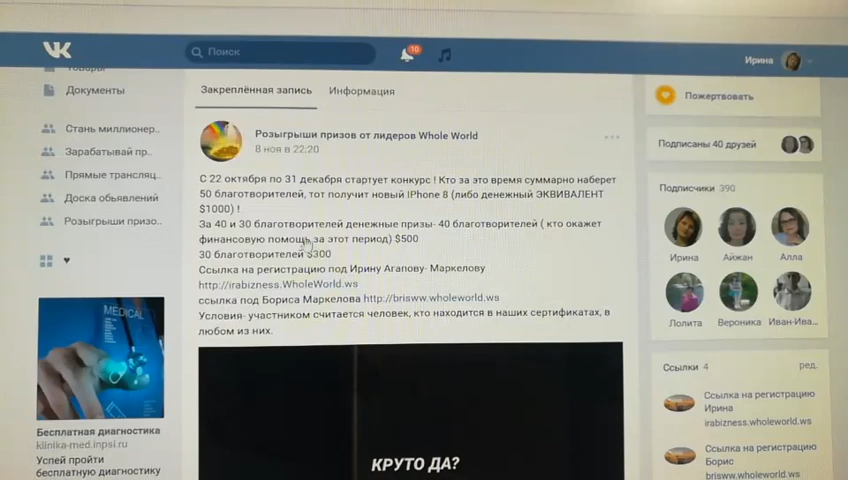 Поиск
10
Ирина
Товары
Документы
Стань миллионер..
Зарабатывай пр..
Прямые трансляц..
Доска объявлений
Розыгрыши призо..
Закреплённая запись
Информация
Розыгрыши призов от лидеров Whole World
8 ноя в 22:20
С 22 октября по 31 декабря стартует конкурс ! Кто за это время суммарно наберет
50 благотворителей, тот получит новый IPhone 8 (либо денежный ЭКВИВАЛЕНТ
$1000) !
За 40 и 30 благотворителей денежные призы- 40 благотворителей ( кто окажет
финансовую помощь за этот период) $500
30 благотворителей $300
Ссылка на регистрацию под Ирину Агапову- Маркелову
http://irabizness.WholeWorld.ws
ссылка под Бориса Маркелова http://brisww.wholeworld.ws
Условия- участником считается человек, кто находится в наших сертификатах, в
любом из них.
КРУТО ДА?
MEDICAL
Бесплатная диагностика
klinika-med.inpsi.ru
Успей пройти
бесплатную диагностику
Пожертвовать
Подписаны 40 друзей
Подписчики 390
Ирина
Айжан
Алла
Лолита
Вероника
Иван-Ива...
Ссылки 4
ред.
Ссылка на регистрацию
Ирина
irabizness.wholeworld.ws
Ссылка на регистрацию
Борис
brisww.wholeworld.ws